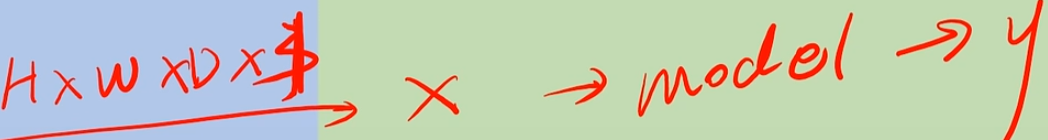 H x W x D x
x → model → y